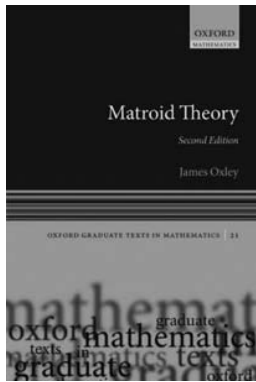 OXFORD
MATHEMATICS
Matroid Theory
Second Edition
James Oxley
OXFORD GRADUATE TEXTS IN MATHEMATICS | 21
mathemat
graduate
oxford
mathematics
texts in
texts
graduate
oxford